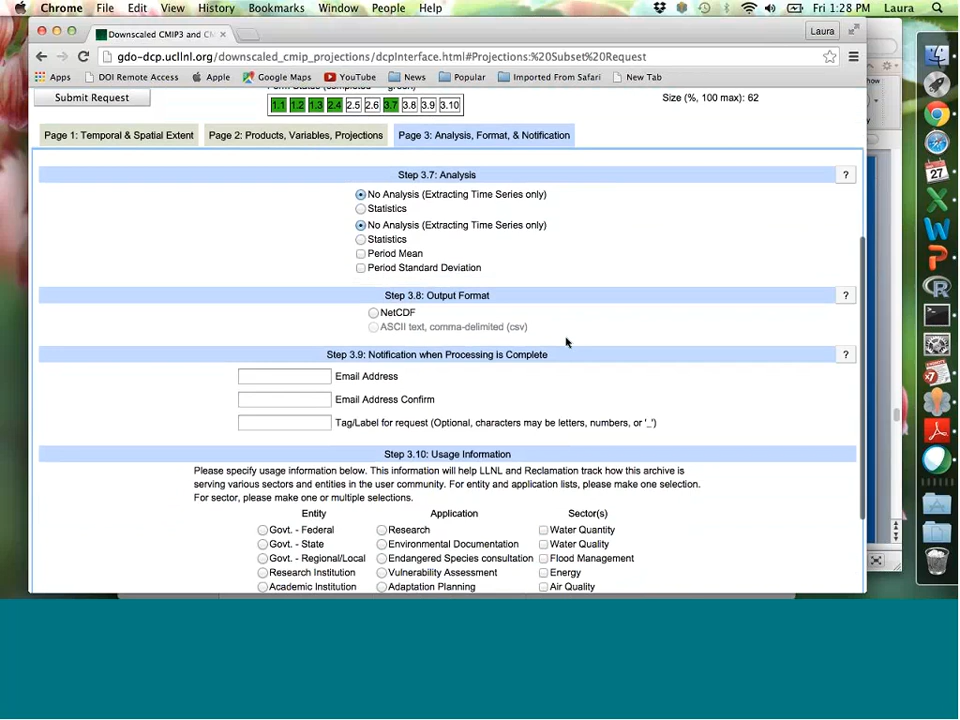 Chrome File Edit View History Bookmarks Window People Help Fri 1:28 PM Laura
Downscaled CMIP3 and CM Laura
gdo-dcp.ucllnl.org/downscaled_cmip_projections/dcpInterface.html#Projections:%20Subset%20Request
Apps DOI Remote Access Apple Google Maps YouTube News Popular Imported From Safari New Tab
Submit Request
1.1 1.2 1.3 2.4 2.5 2.6 3.7 3.8 3.9 3.10
Size (%, 100 max): 62
Page 1: Temporal & Spatial Extent Page 2: Products, Variables, Projections Page 3: Analysis, Format, & Notification
Step 3.7: Analysis ?
No Analysis (Extracting Time Series only)
Statistics
No Analysis (Extracting Time Series only)
Statistics
Period Mean
Period Standard Deviation
Step 3.8: Output Format ?
NetCDF
ASCII text, comma-delimited (csv)
Step 3.9: Notification when Processing is Complete ?
Email Address
Email Address Confirm
Tag/Label for request (Optional, characters may be letters, numbers, or '_')
Step 3.10: Usage Information
Please specify usage information below. This information will help LLNL and Reclamation track how this archive is
serving various sectors and entities in the user community. For entity and application lists, please make one selection.
For sector, please make one or multiple selections.
Entity Application Sector(s)
Govt. - Federal Research Water Quantity
Govt. - State Environmental Documentation Water Quality
Govt. - Regional/Local Endangered Species consultation Flood Management
Research Institution Vulnerability Assessment Energy
Academic Institution Adaptation Planning Air Quality